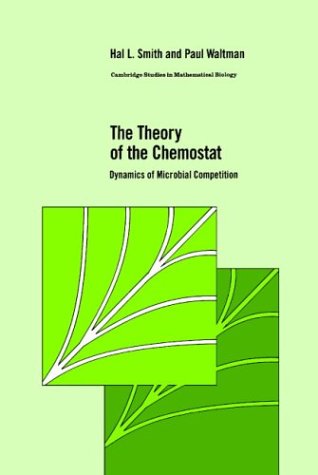 Hal L. Smith and Paul Waltman
Cambridge Studies in Mathematical Biology
The Theory
of the Chemostat
Dynamics of Microbial Competition